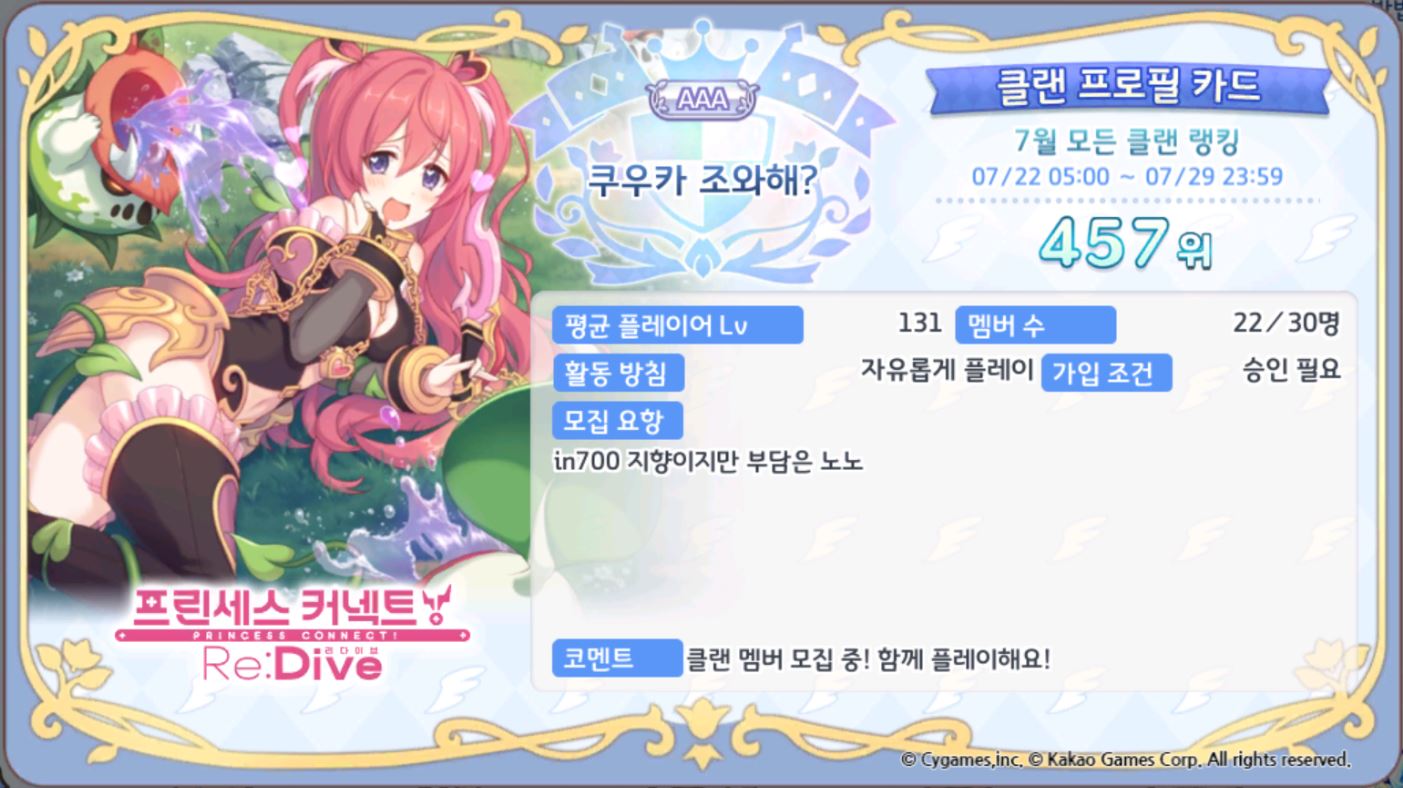 AAA
쿠우카 조와해?
클랜 프로필 카드
7월 모든 클랜 랭킹
07/22 05:00 ~ 07/29 23:59
457위
평균 플레이어 Lv 131 멤버 수 22/30명
활동 방침 자유롭게 플레이 가입 조건 승인 필요
모집 요항
in700 지향이지만 부담은 노노
코멘트 클랜 멤버 모집 중! 함께 플레이해요!
프린세스 커넥트!
PRINCESS CONNECT!
리다이브
Re:Dive
© Cygames,Inc. © Kakao Games Corp. All rights reserved.